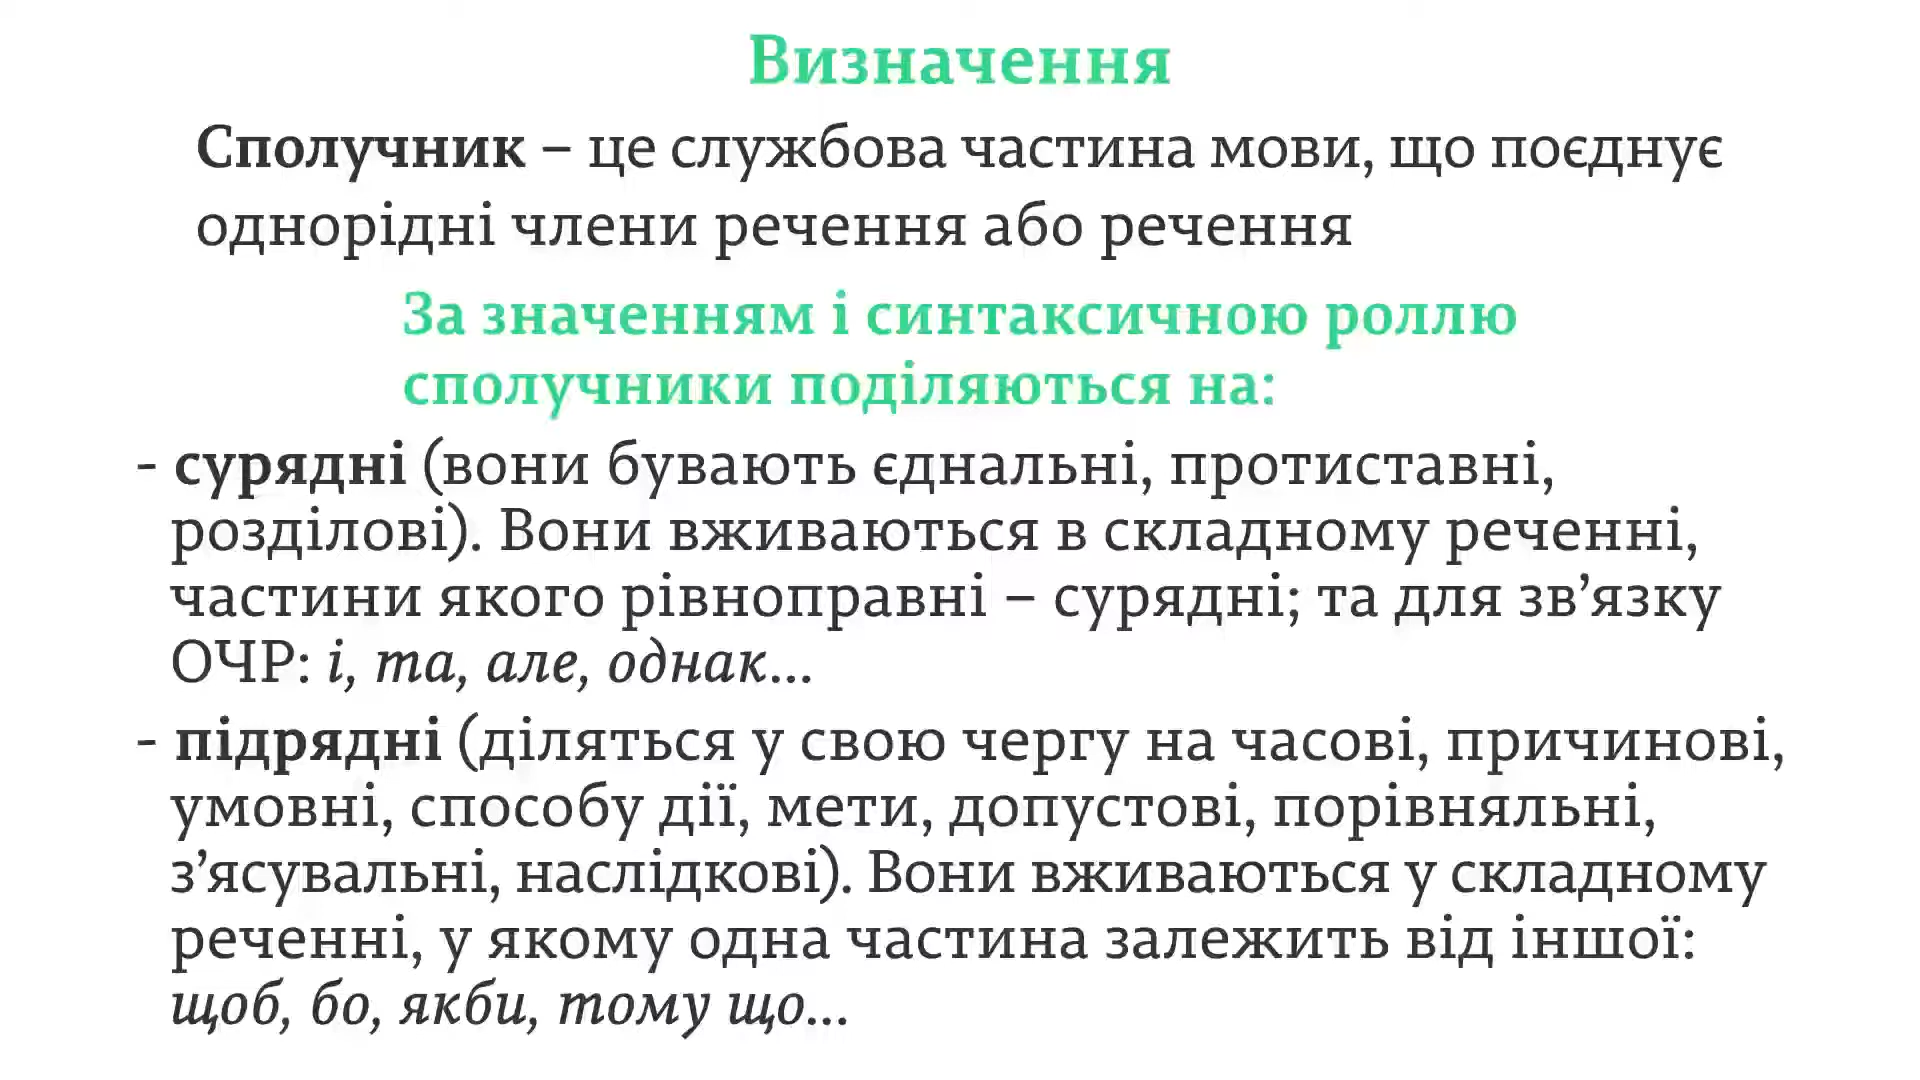 Визначення
Сполучник – це службова частина мови, що поєднує
однорідні члени речення або речення
За значенням і синтаксичною роллю
сполучники поділяються на:
- сурядні (вони бувають єднальні, протиставні,
розділові). Вони вживаються в складному реченні,
частини якого рівноправні – сурядні; та для зв’язку
ОЧР: і, та, але, однак...
- підрядні (діляться у свою чергу на часові, причинові,
умовні, способу дії, мети, допустові, порівняльні,
з’ясувальні, наслідкові). Вони вживаються у складному
реченні, у якому одна частина залежить від іншої:
щоб, бо, якби, тому що...